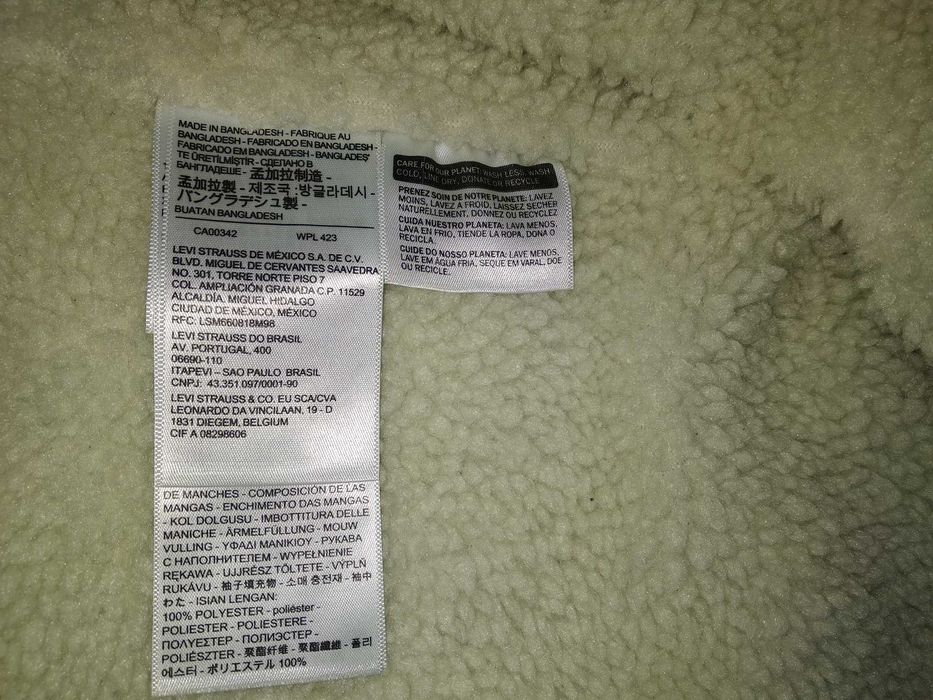 MADE IN BANGLADESH - FABRIQUE AU
BANGLADESH - FABRICADO EN BANGLADESH -
FABRICADO EM BANGLADESH - BANGLADEŞ'
TE ÜRETİLMİŞTİR - СДЕЛАНО В
БАНГЛАДЕШЕ - 孟加拉制造 -
孟加拉製 - 제조국 :방글라데시 -
バングラデシュ製 -
BUATAN BANGLADESH
CA00342 WPL 423
LEVI STRAUSS DE MÉXICO S.A. DE C.V.
BLVD. MIGUEL DE CERVANTES SAAVEDRA
NO. 301, TORRE NORTE PISO 7
COL. AMPLIACIÓN GRANADA C.P. 11529
ALCALDÍA. MIGUEL HIDALGO
CIUDAD DE MÉXICO, MÉXICO
RFC: LSM660818M98
LEVI STRAUSS DO BRASIL
AV. PORTUGAL, 400
06690-110
ITAPEVI – SAO PAULO BRASIL
CNPJ: 43.351.097/0001-90
LEVI STRAUSS & CO. EU SCA/CVA
LEONARDO DA VINCILAAN. 19 - D
1831 DIEGEM, BELGIUM
CIF A 08298606
DE MANCHES - COMPOSICIÓN DE LAS
MANGAS - ENCHIMENTO DAS MANGAS
- KOL DOLGUSU - IMBOTTITURA DELLE
MANICHE - ÄRMELFÜLLUNG - MOUW
VULLING - ΥΦΑΔΙ ΜΑΝΙΚΙΟΥ - РУКАВА
С НАПОЛНИТЕЛЕМ - WYPEŁNIENIE
RĘKAWA - UJJRÉSZ TÖLTETE - VÝPLŇ
RUKÁVU - 袖子填充物 - 소매 충전재 - 袖中
わた - ISIAN LENGAN:
100% POLYESTER - poliéster -
POLIESTER - POLIESTERE -
ΠΟΛΥΕΣΤΕΡ - ПОЛИЭСТЕР -
POLIÉSZTER - 聚酯纤维 - 聚酯纖維 - 폴리
에스터 - ポリエステル 100%
CARE FOR OUR PLANET: WASH LESS, WASH
COLD, LINE DRY, DONATE OR RECYCLE
PRENEZ SOIN DE NOTRE PLANETE: LAVEZ
MOINS, LAVEZ A FROID, LAISSEZ SECHER
NATURELLEMENT, DONNEZ OU RECYCLEZ
CUIDA NUESTRO PLANETA: LAVA MENOS,
LAVA EN FRIO, TIENDE LA ROPA, DONA O
RECICLA.
CUIDE DO NOSSO PLANETA: LAVE MENOS,
LAVE EM ÁGUA FRIA, SEQUE EM VARAL, DOE
OU RECICLE.